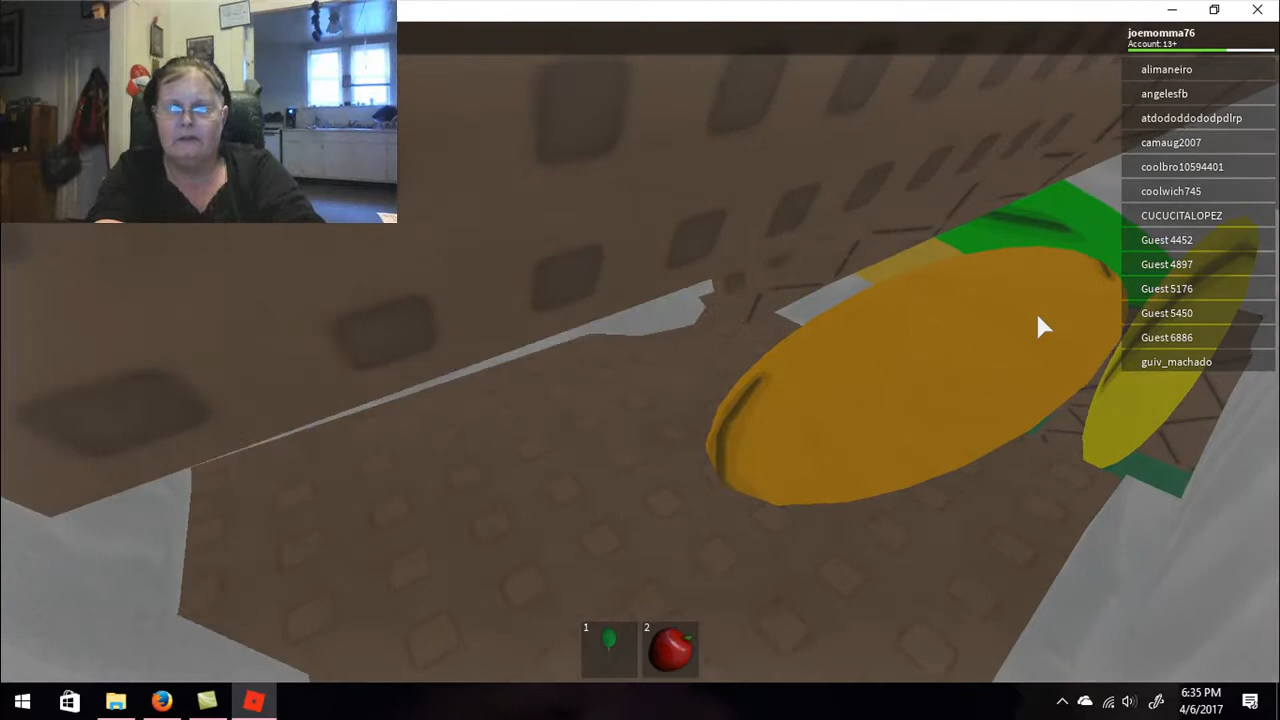 joemomma76
Account: 13+
alimaneiro
angelesfb
atdododdododpdlrp
camaug2007
coolbro10594401
coolwich745
CUCUCITALOPEZ
Guest 4452
Guest 4897
Guest 5176
Guest 5450
Guest 6886
guiv_machado
1
2
6:35 PM
4/6/2017